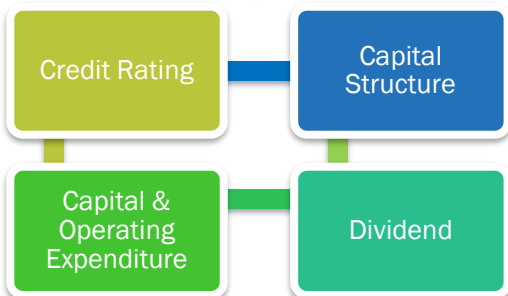 Credit Rating
Capital
Structure
Capital &
Operating
Expenditure
Dividend